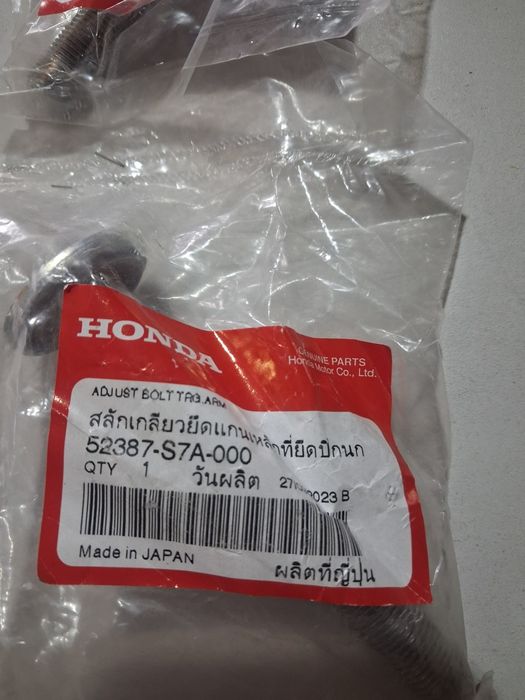 HONDA
GENUINE PARTS
Honda Motor Co., Ltd.
ADJUST BOLT TRG.ARM
สลักเกลียวยึดแกนเหล็กที่ยึดปีกนก
52387-S7A-000
QTY 1 วันผลิต B
Made in JAPAN ผลิตที่ญี่ปุ่น